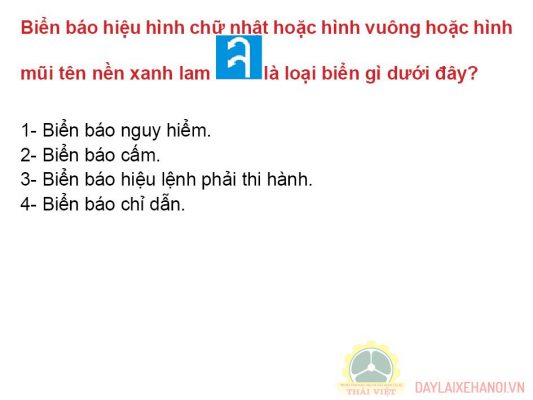 Biển báo hiệu hình chữ nhật hoặc hình vuông hoặc hình
mũi tên nền xanh lam là loại biển gì dưới đây?
1- Biển báo nguy hiểm.
2- Biển báo cấm.
3- Biển báo hiệu lệnh phải thi hành.
4- Biển báo chỉ dẫn.
THÁI VIỆT
DAYLAIXEHANOI.VN